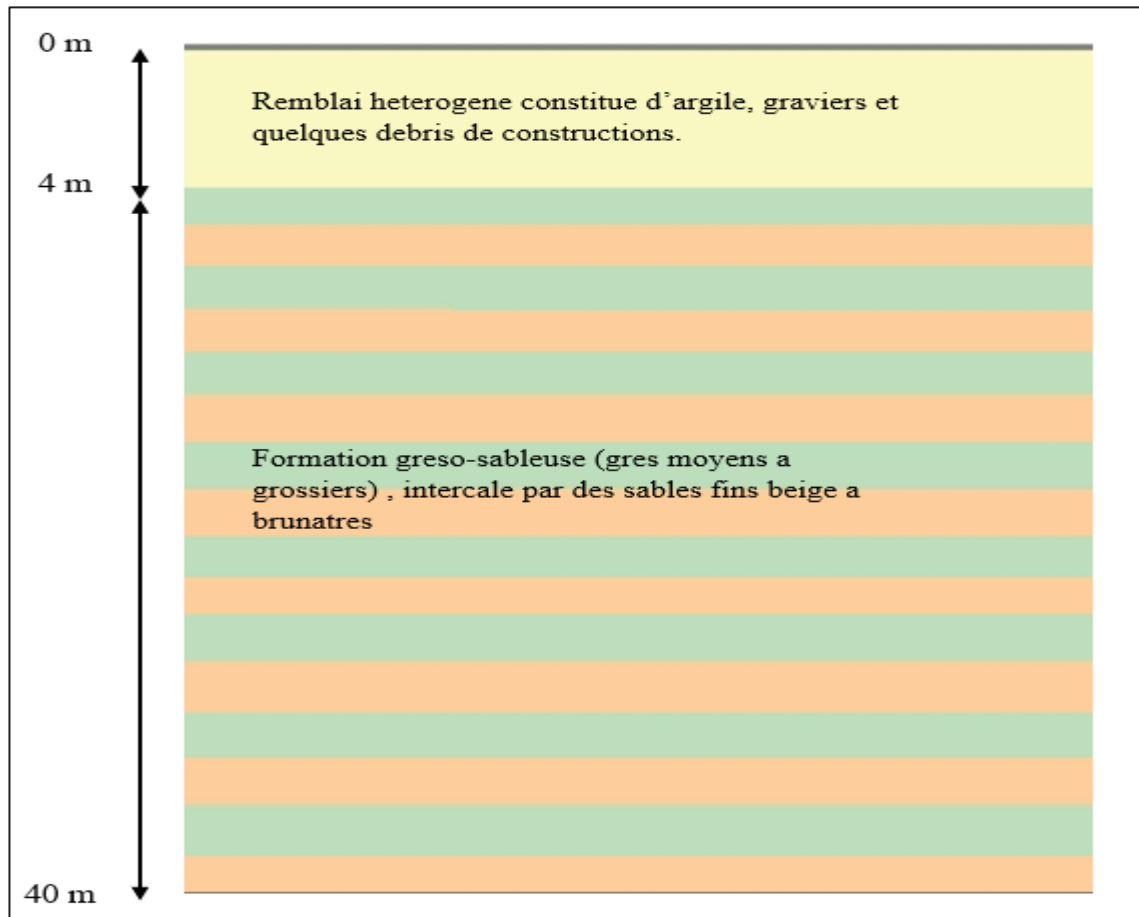 0 m
Remblai heterogene constitue d’argile, graviers et
quelques debris de constructions.
4 m
Formation greso-sableuse (gres moyens a
grossiers) , intercale par des sables fins beige a
brunatres
40 m